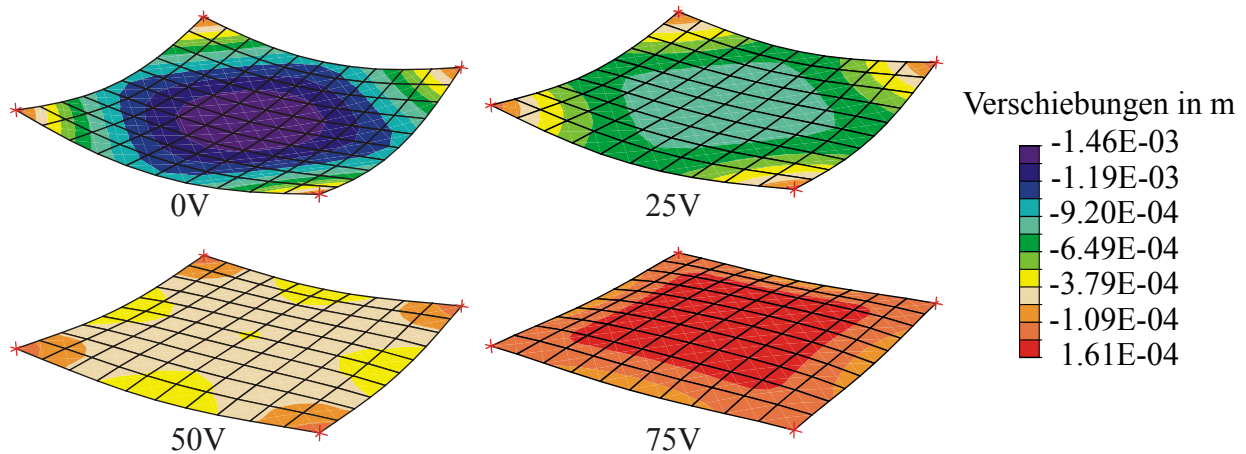 0V
25V
Verschiebungen in m
-1.46E-03
-1.19E-03
-9.20E-04
-6.49E-04
-3.79E-04
-1.09E-04
1.61E-04
50V
75V